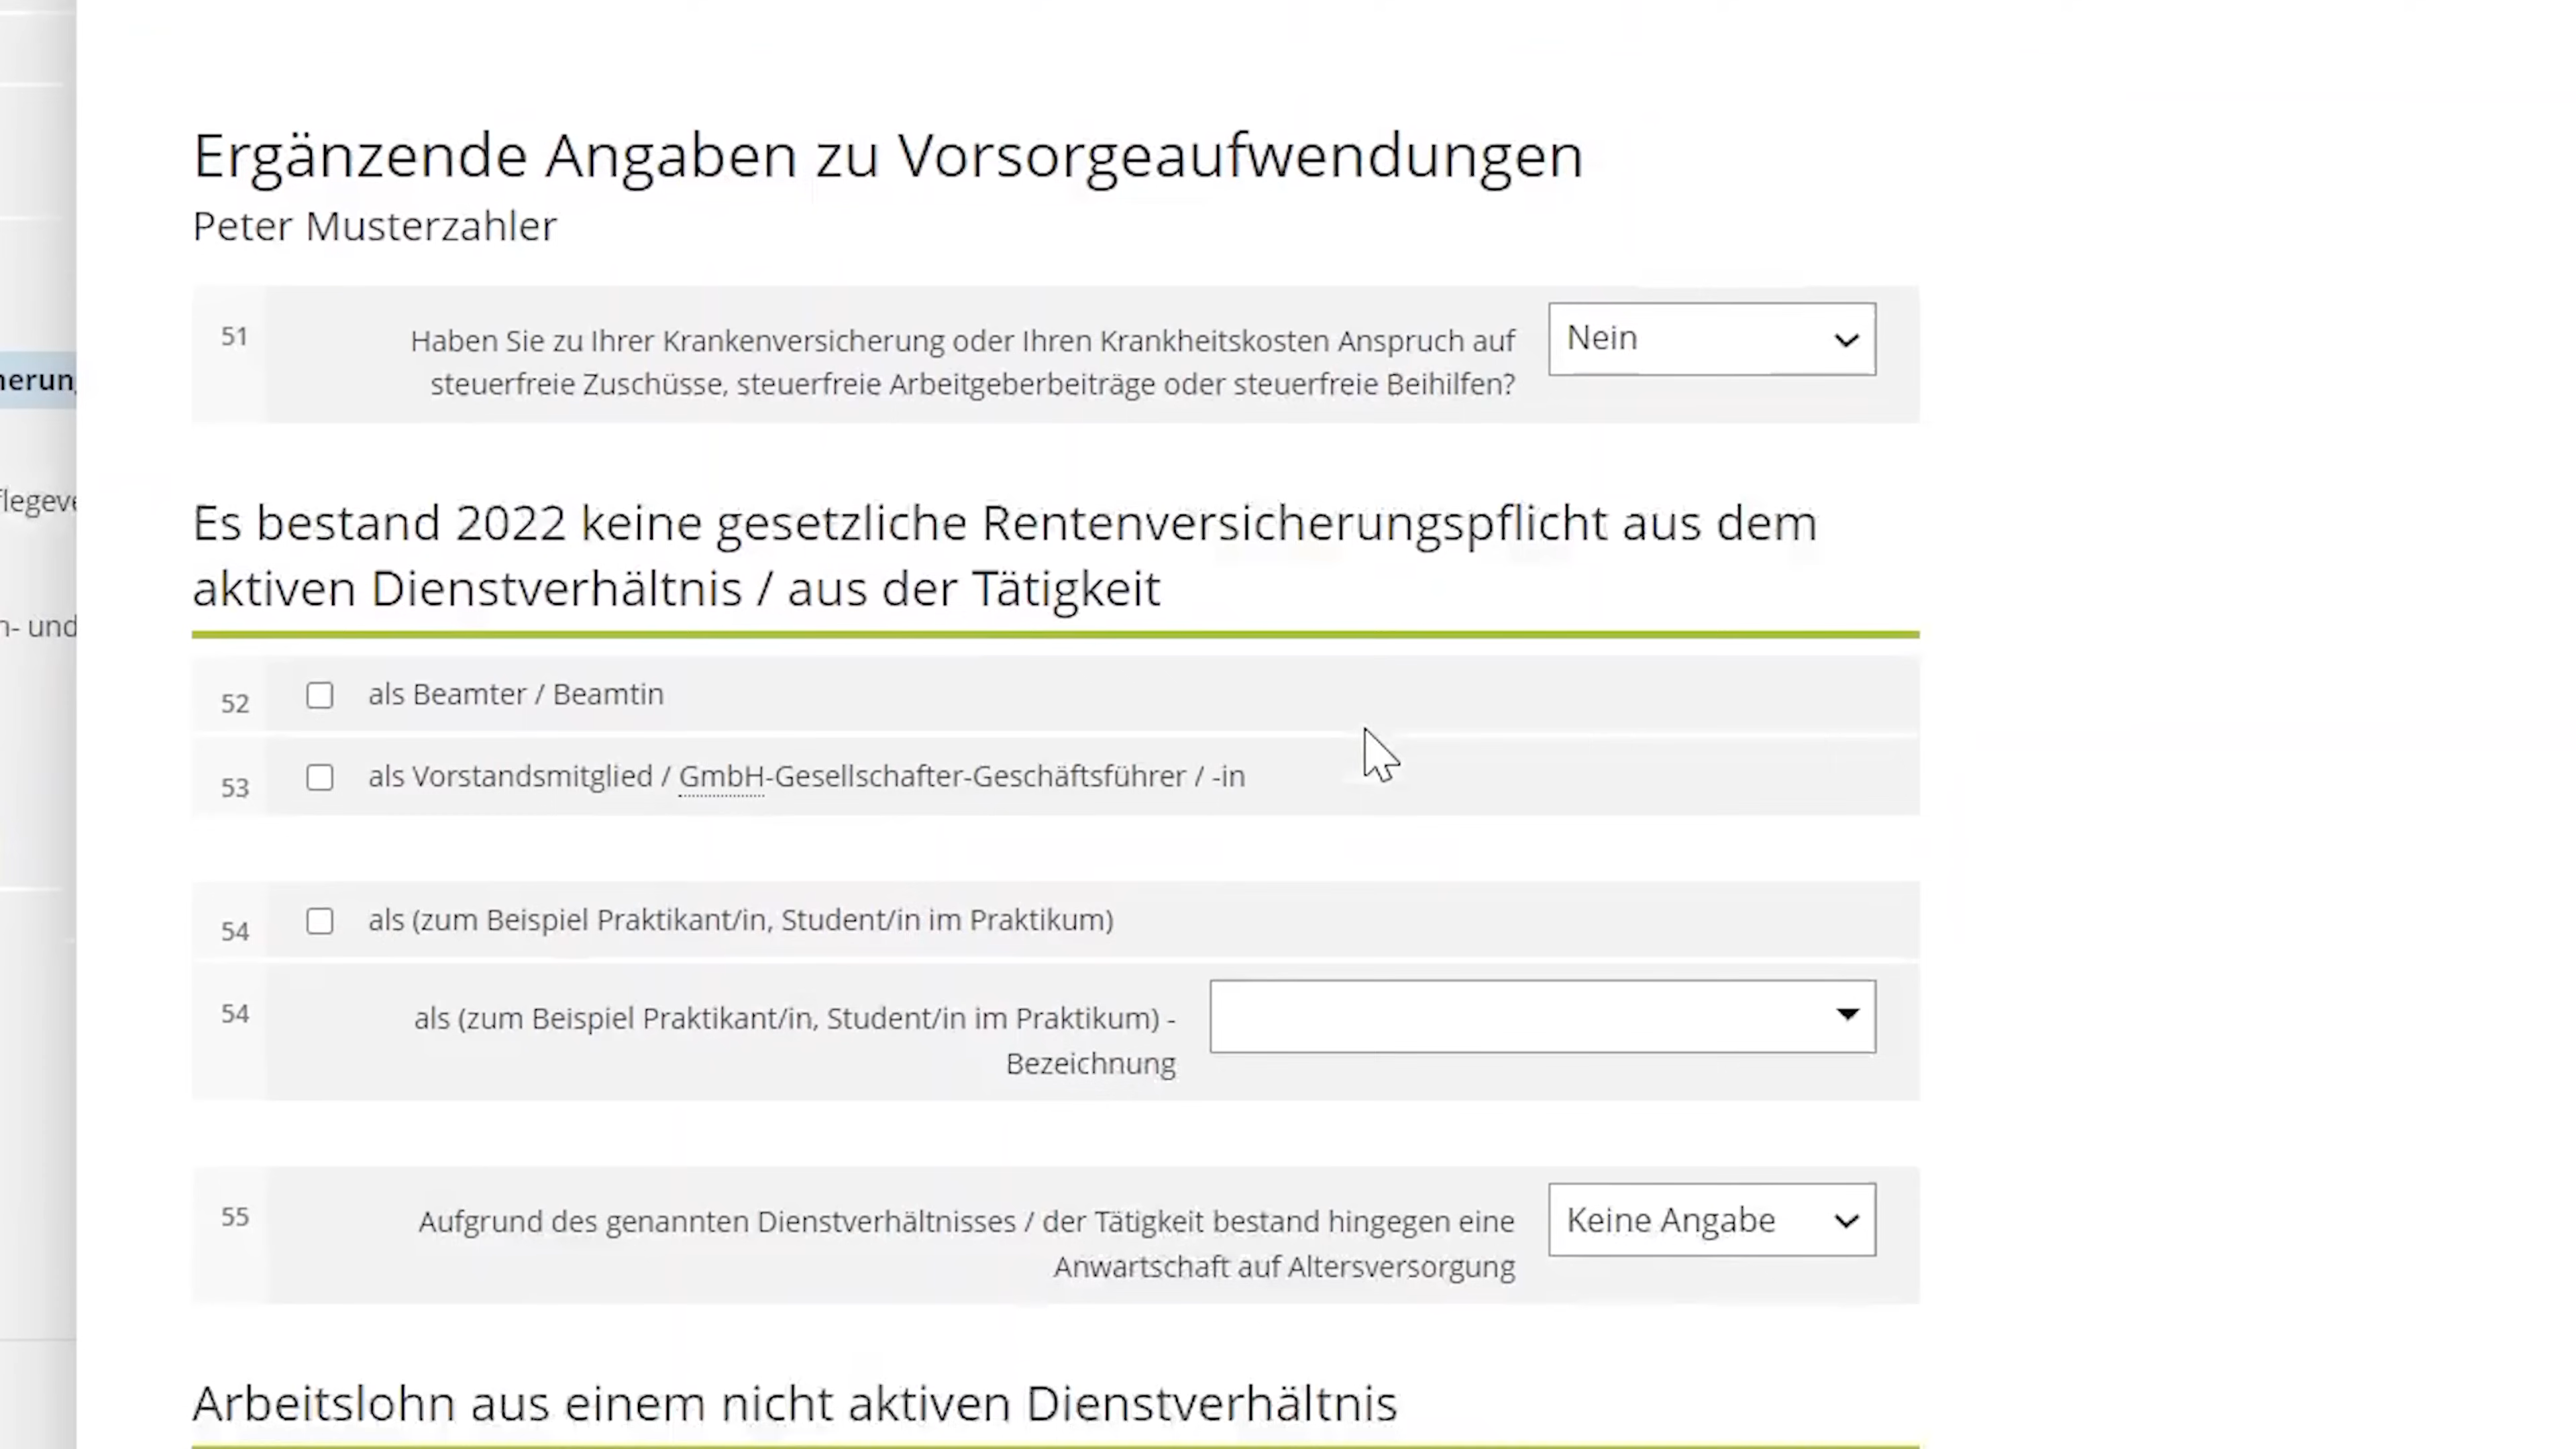 Ergänzende Angaben zu Vorsorgeaufwendungen
Peter Musterzahler
51
Haben Sie zu Ihrer Krankenversicherung oder Ihren Krankheitskosten Anspruch auf
steuerfreie Zuschüsse, steuerfreie Arbeitgeberbeiträge oder steuerfreie Beihilfen?
Nein
herun
flegeve
n- und
Es bestand 2022 keine gesetzliche Rentenversicherungspflicht aus dem
aktiven Dienstverhältnis / aus der Tätigkeit
52 als Beamter / Beamtin
53 als Vorstandsmitglied / GmbH-Gesellschafter-Geschäftsführer / -in
54 als (zum Beispiel Praktikant/in, Student/in im Praktikum)
54 als (zum Beispiel Praktikant/in, Student/in im Praktikum) -
Bezeichnung
55
Aufgrund des genannten Dienstverhältnisses / der Tätigkeit bestand hingegen eine
Anwartschaft auf Altersversorgung
Keine Angabe
Arbeitslohn aus einem nicht aktiven Dienstverhältnis